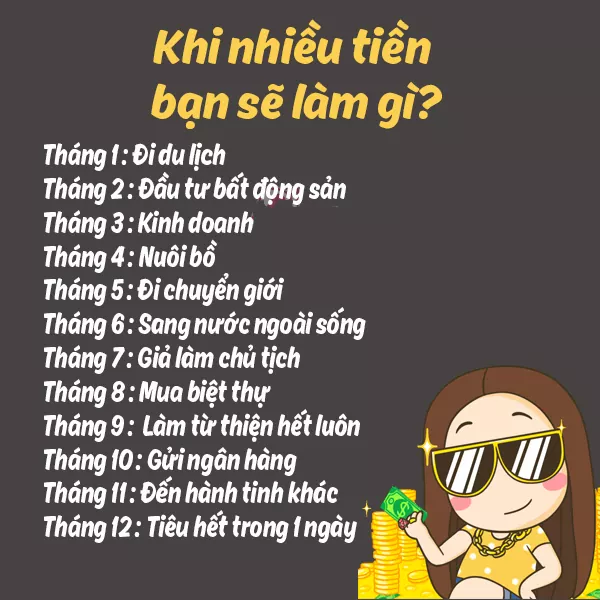 Khi nhiều tiền
bạn sẽ làm gì?
Tháng 1 : Đi du lịch
Tháng 2 : Đầu tư bất động sản
Tháng 3 : Kinh doanh
Tháng 4 : Nuôi bồ
Tháng 5 : Đi chuyển giới
Tháng 6 : Sang nước ngoài sống
Tháng 7 : Giả làm chủ tịch
Tháng 8 : Mua biệt thự
Tháng 9 : Làm từ thiện hết luôn
Tháng 10 : Gửi ngân hàng
Tháng 11 : Đến hành tinh khác
Tháng 12 : Tiêu hết trong 1 ngày